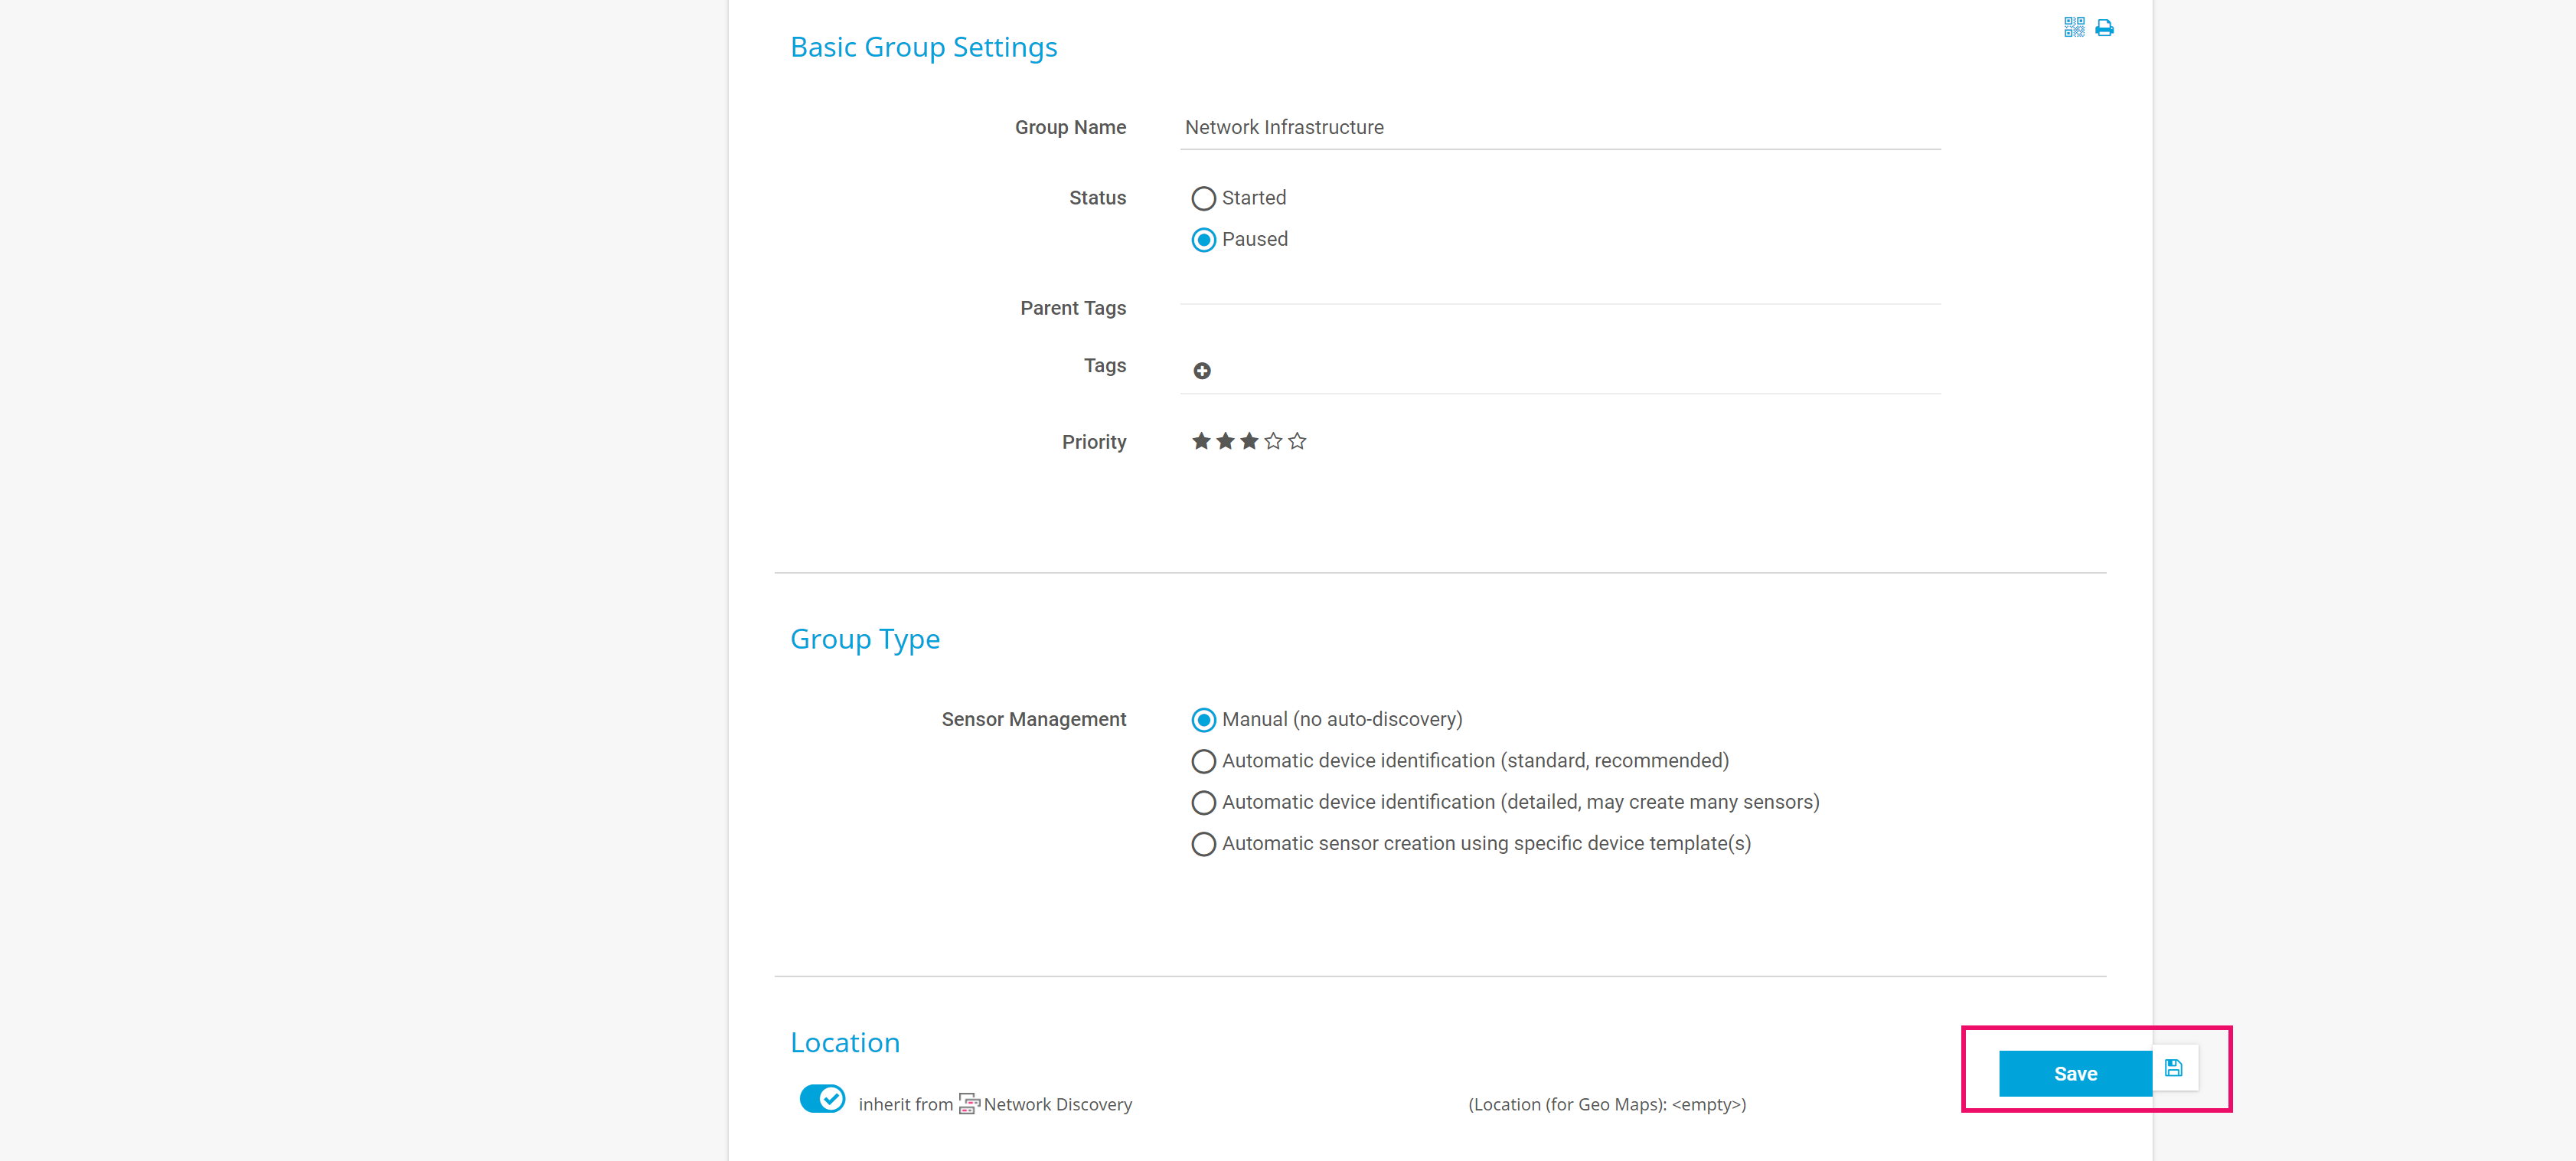 Basic Group Settings
Group Name Network Infrastructure
Status Started
Paused
Parent Tags
Tags
Priority
Group Type
Sensor Management Manual (no auto-discovery)
Automatic device identification (standard, recommended)
Automatic device identification (detailed, may create many sensors)
Automatic sensor creation using specific device template(s)
Location
Save
inherit from Network Discovery (Location (for Geo Maps): <empty>)